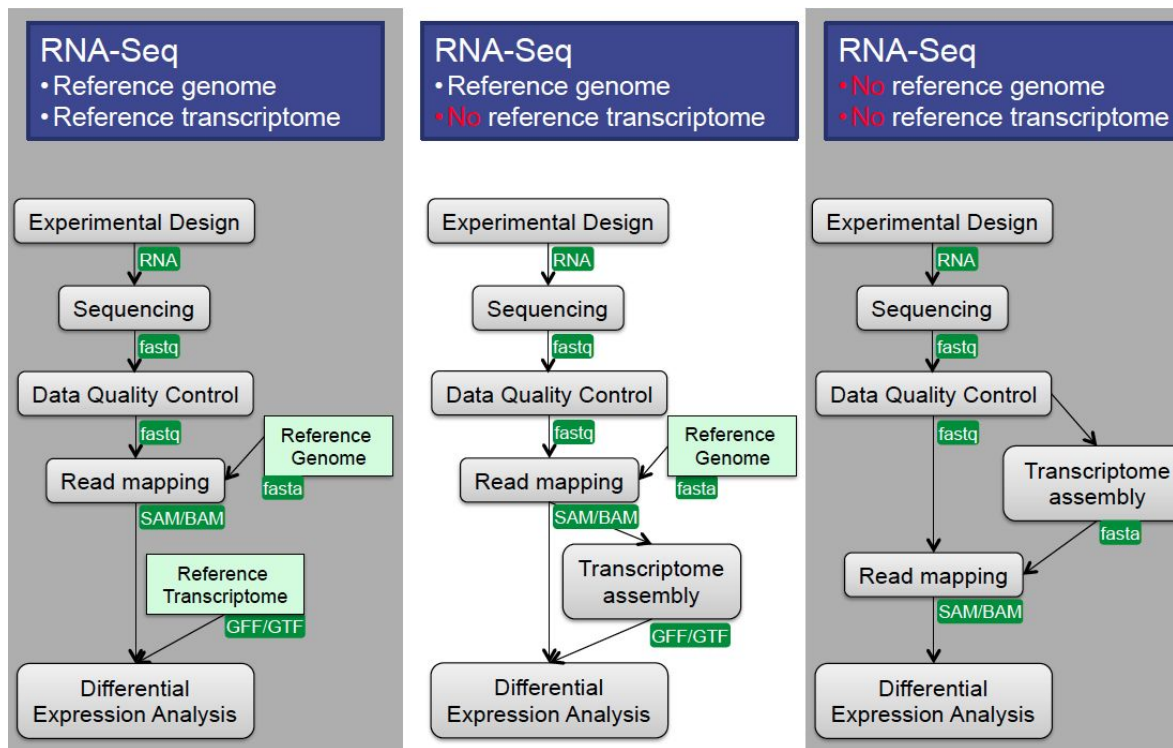 RNA-Seq
• Reference genome
• Reference transcriptome
Experimental Design
RNA
Sequencing
fastq
Data Quality Control
fastq
Reference
Genome
Read mapping
fasta
SAM/BAM
Reference
Transcriptome
GFF/GTF
Differential
Expression Analysis
RNA-Seq
• Reference genome
• No reference transcriptome
Experimental Design
RNA
Sequencing
fastq
Data Quality Control
fastq
Reference
Genome
Read mapping
fasta
SAM/BAM
Transcriptome
assembly
GFF/GTF
Differential
Expression Analysis
RNA-Seq
• No reference genome
• No reference transcriptome
Experimental Design
RNA
Sequencing
fastq
Data Quality Control
fastq
Transcriptome
assembly
fasta
Read mapping
SAM/BAM
Differential
Expression Analysis